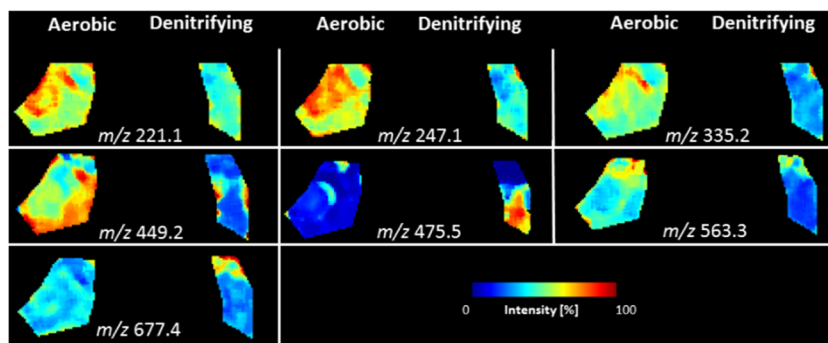 Aerobic Denitrifying Aerobic Denitrifying Aerobic Denitrifying
m/z 221.1 m/z 247.1 m/z 335.2
m/z 449.2 m/z 475.5 m/z 563.3
m/z 677.4
0 Intensity [%] 100